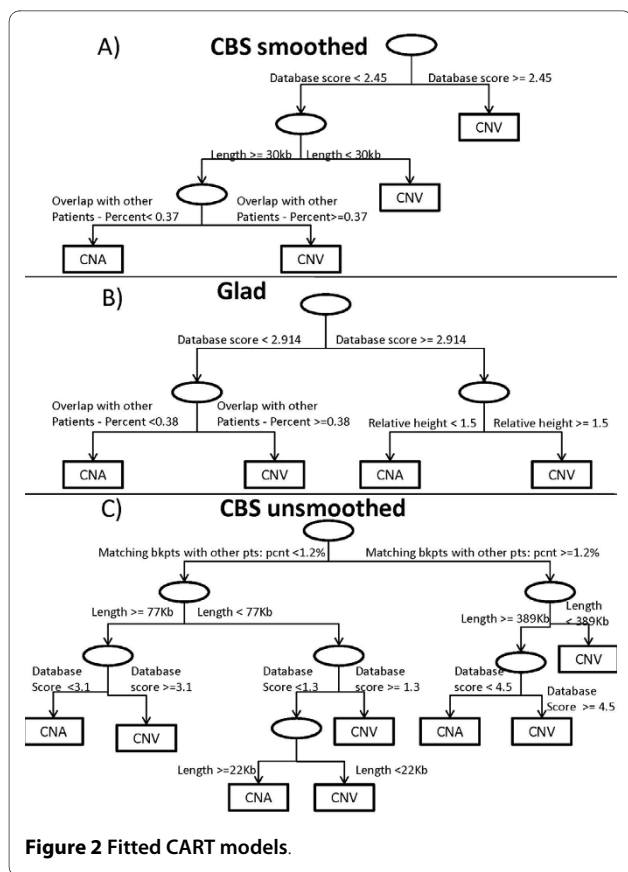 A)
CBS smoothed
Database score < 2.45
Database score >= 2.45
CNV
Length >= 30kb
Length < 30kb
CNV
Overlap with other
Patients - Percent< 0.37
Overlap with other
Patients - Percent>=0.37
CNA
CNV
B)
Glad
Database score < 2.914
Database score >= 2.914
Overlap with other
Patients - Percent <0.38
Overlap with other
Patients - Percent >=0.38
Relative height < 1.5
Relative height >= 1.5
CNA
CNV
CNA
CNV
C)
CBS unsmoothed
Matching bkpts with other pts: pcnt <1.2%
Matching bkpts with other pts: pcnt >=1.2%
Length >= 77Kb
Length < 77Kb
Length >= 389Kb
Length
< 389Kb
CNV
Database
Score <3.1
Database
score >=3.1
Database
Score <1.3
Database
score >= 1.3
Database
score < 4.5
Database
Score >= 4.5
CNA
CNV
CNV
CNA
CNV
Length >=22Kb
Length <22Kb
CNA
CNV
Figure 2 Fitted CART models.